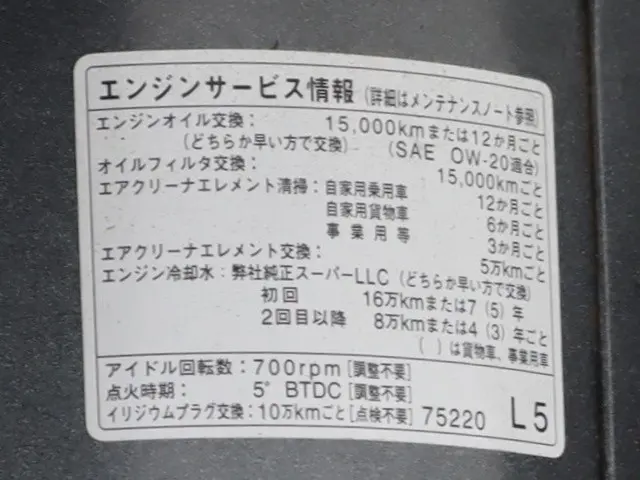 エンジンサービス情報 (詳細はメンテナンスノート参照)
エンジンオイル交換: 15,000kmまたは12か月ごと
(どちらか早い方で交換) (SAE 0W-20適合)
オイルフィルタ交換: 15,000kmごと
エアクリーナエレメント清掃:自家用乗用車 12か月ごと
自家用貨物車 6か月ごと
事業用等 3か月ごと
エアクリーナエレメント交換: 5万kmごと
エンジン冷却水:弊社純正スーパーLLC (どちらか早い方で交換)
初回 16万kmまたは7(5)年
2回目以降 8万kmまたは4(3)年ごと
( )は貨物車、事業用車
アイドル回転数:700rpm[調整不要]
点火時期: 5° BTDC[調整不要]
イリジウムプラグ交換:10万kmごと[点検不要] 75220 L5